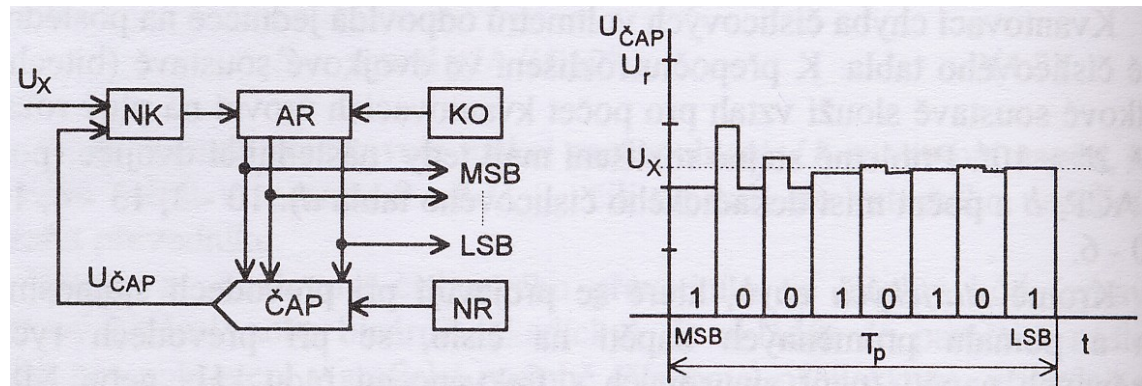 U_X
NK
AR
KO
MSB
LSB
U_ČAP
ČAP
NR
U_ČAP
U_r
U_X
1 0 0 1 0 1 0 1
MSB
LSB
T_p
t